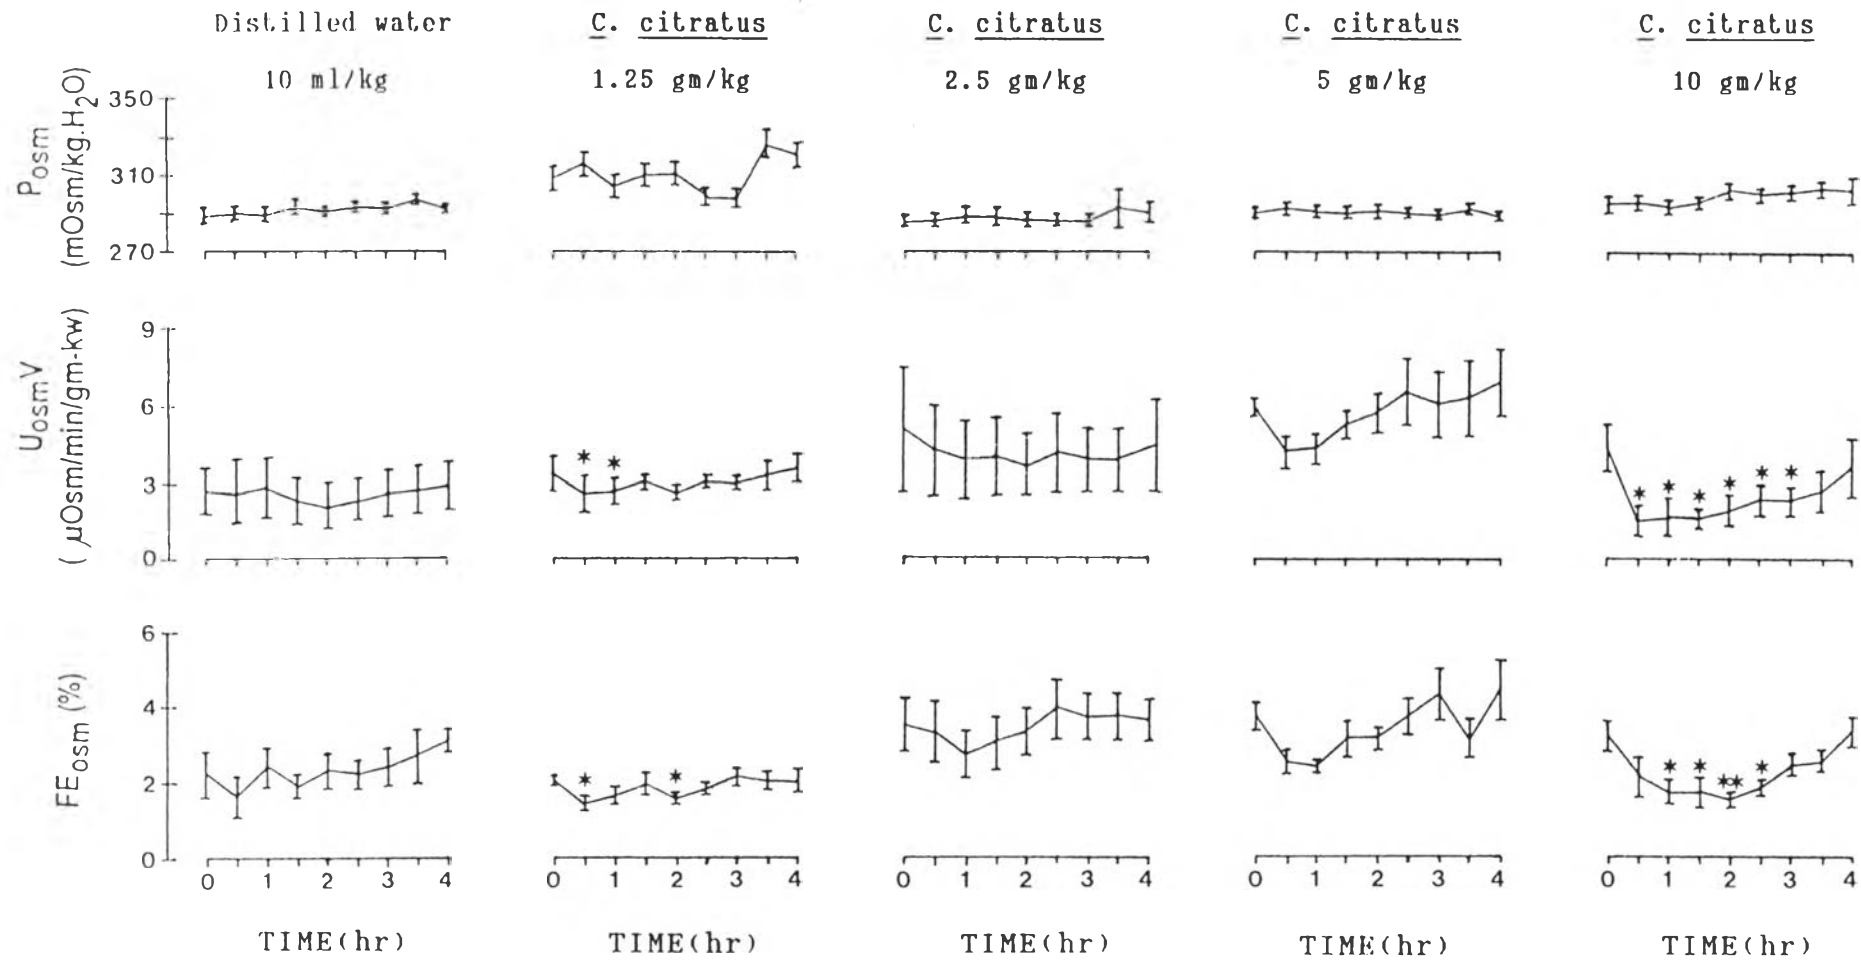 Distilled water
10 ml/kg
C. citratus
1.25 gm/kg
C. citratus
2.5 gm/kg
C. citratus
5 gm/kg
C. citratus
10 gm/kg
Posm
(mOsm/kg.H2O)
350
310
270
UosmV
(μOsm/min/gm-kw)
9
6
3
0
* *
* * * * * *
FEosm (%)
6
4
2
0
* *
* * ** *
0 1 2 3 4
0 1 2 3 4
0 1 2 3 4
0 1 2 3 4
0 1 2 3 4
TIME(hr)
TIME(hr)
TIME(hr)
TIME(hr)
TIME(hr)